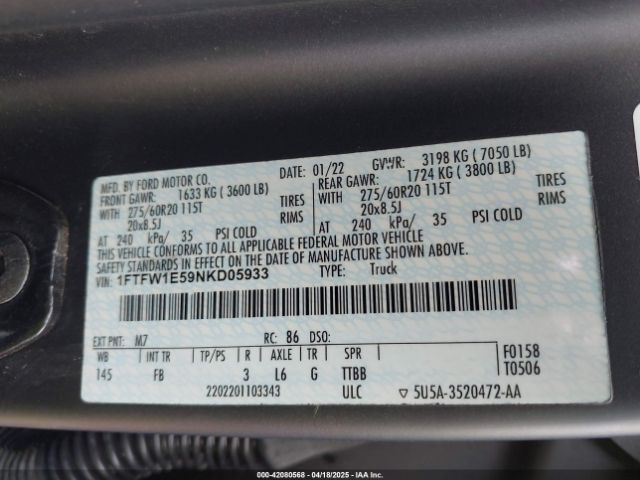 MFD. BY FORD MOTOR CO.
DATE: 01/22 GVWR: 3198 KG ( 7050 LB)
FRONT GAWR: 1633 KG ( 3600 LB)
REAR GAWR: 1724 KG ( 3800 LB)
WITH 275/60R20 115T TIRES
WITH 275/60R20 115T TIRES
20x8.5J RIMS
20x8.5J RIMS
AT 240 kPa/ 35 PSI COLD
AT 240 kPa/ 35 PSI COLD
THIS VEHICLE CONFORMS TO ALL APPLICABLE FEDERAL MOTOR VEHICLE
SAFETY STANDARDS IN EFFECT ON THE DATE OF MANUFACTURE SHOWN ABOVE.
VIN: 1FTFW1E59NKD05933 TYPE: Truck
EXT PNT: M7 RC: 86 DSO:
WB INT TR TP/PS R AXLE TR SPR F0158
145 FB 3 L6 G TTBB T0506
2202201103343 ULC ▽ 5U5A-3520472-AA
000-42080568 | 04/18/2025 | Copyright IAA, Inc.